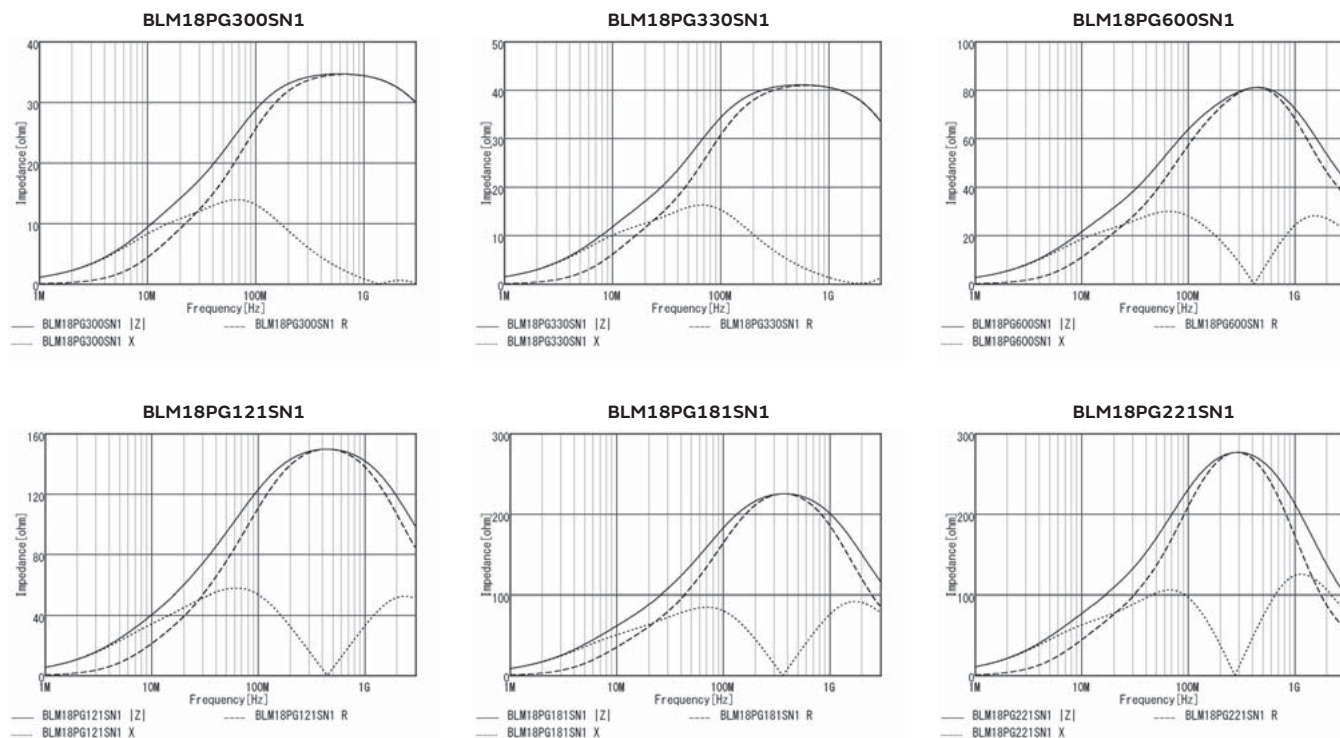 BLM18PG300SN1
40
30
20
10
0
Impedance[ohm]
1M 10M 100M 1G
Frequency[Hz]
BLM18PG300SN1 |Z| BLM18PG300SN1 R
BLM18PG300SN1 X
BLM18PG330SN1
50
40
30
20
10
0
Impedance[ohm]
1M 10M 100M 1G
Frequency[Hz]
BLM18PG330SN1 |Z| BLM18PG330SN1 R
BLM18PG330SN1 X
BLM18PG600SN1
100
80
60
40
20
0
Impedance[ohm]
1M 10M 100M 1G
Frequency[Hz]
BLM18PG600SN1 |Z| BLM18PG600SN1 R
BLM18PG600SN1 X
BLM18PG121SN1
160
120
80
40
0
Impedance[ohm]
1M 10M 100M 1G
Frequency[Hz]
BLM18PG121SN1 |Z| BLM18PG121SN1 R
BLM18PG121SN1 X
BLM18PG181SN1
300
200
100
0
Impedance[ohm]
1M 10M 100M 1G
Frequency[Hz]
BLM18PG181SN1 |Z| BLM18PG181SN1 R
BLM18PG181SN1 X
BLM18PG221SN1
300
200
100
0
Impedance[ohm]
1M 10M 100M 1G
Frequency[Hz]
BLM18PG221SN1 |Z| BLM18PG221SN1 R
BLM18PG221SN1 X